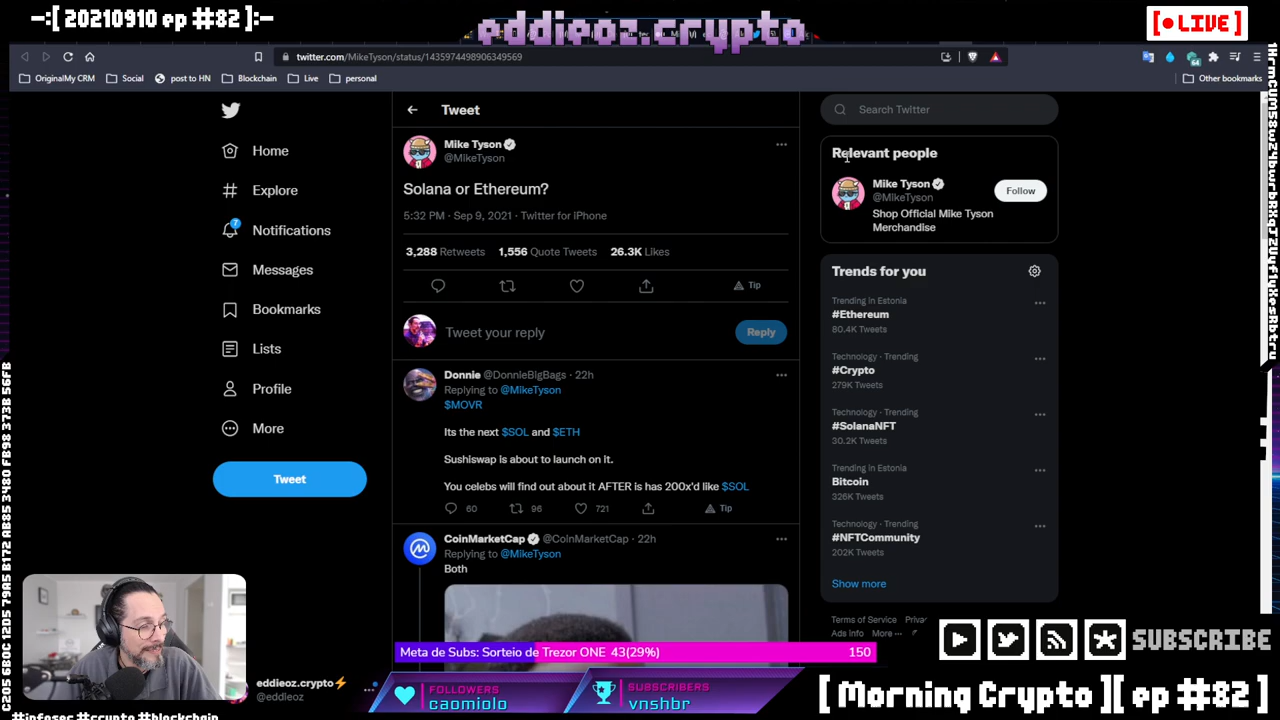 -:[ 20210910 ep #82]:-
eddieoz.crypto
[● LIVE]
twitter.com/MikeTyson/status/1435974498906349569
OriginalMy CRM
Social
post to HN
Blockchain
Live
personal
Other bookmarks
Home
Explore
7
Notifications
Messages
Bookmarks
Lists
Profile
More
Tweet
Tweet
Mike Tyson
@MikeTyson
Solana or Ethereum?
5:32 PM · Sep 9, 2021 · Twitter for iPhone
3,288 Retweets 1,556 Quote Tweets 26.3K Likes
Tip
Tweet your reply
Reply
Donnie @DonnieBigBags · 22h
Replying to @MikeTyson
$MOVR
Its the next $SOL and $ETH
Sushiswap is about to launch on it.
You celebs will find out about it AFTER is has 200x'd like $SOL
60 96 721 Tip
CoinMarketCap @CoinMarketCap · 22h
Replying to @MikeTyson
Both
Search Twitter
Relevant people
Mike Tyson
@MikeTyson
Follow
Shop Official Mike Tyson
Merchandise
Trends for you
Trending in Estonia
#Ethereum
80.4K Tweets
Technology · Trending
#Crypto
279K Tweets
Technology · Trending
#SolanaNFT
30.2K Tweets
Trending in Estonia
Bitcoin
326K Tweets
Technology · Trending
#NFTCommunity
202K Tweets
Show more
Terms of Service
Ads info More ···
Meta de Subs: Sorteio de Trezor ONE 43(29%) 150
SUBSCRIBE
eddieoz.crypto⚡
@eddieoz
FOLLOWERS
caomiolo
SUBSCRIBERS
vnshbr
[ Morning Crypto ][ ep #82 ]
#infosec #crypto #blockchain